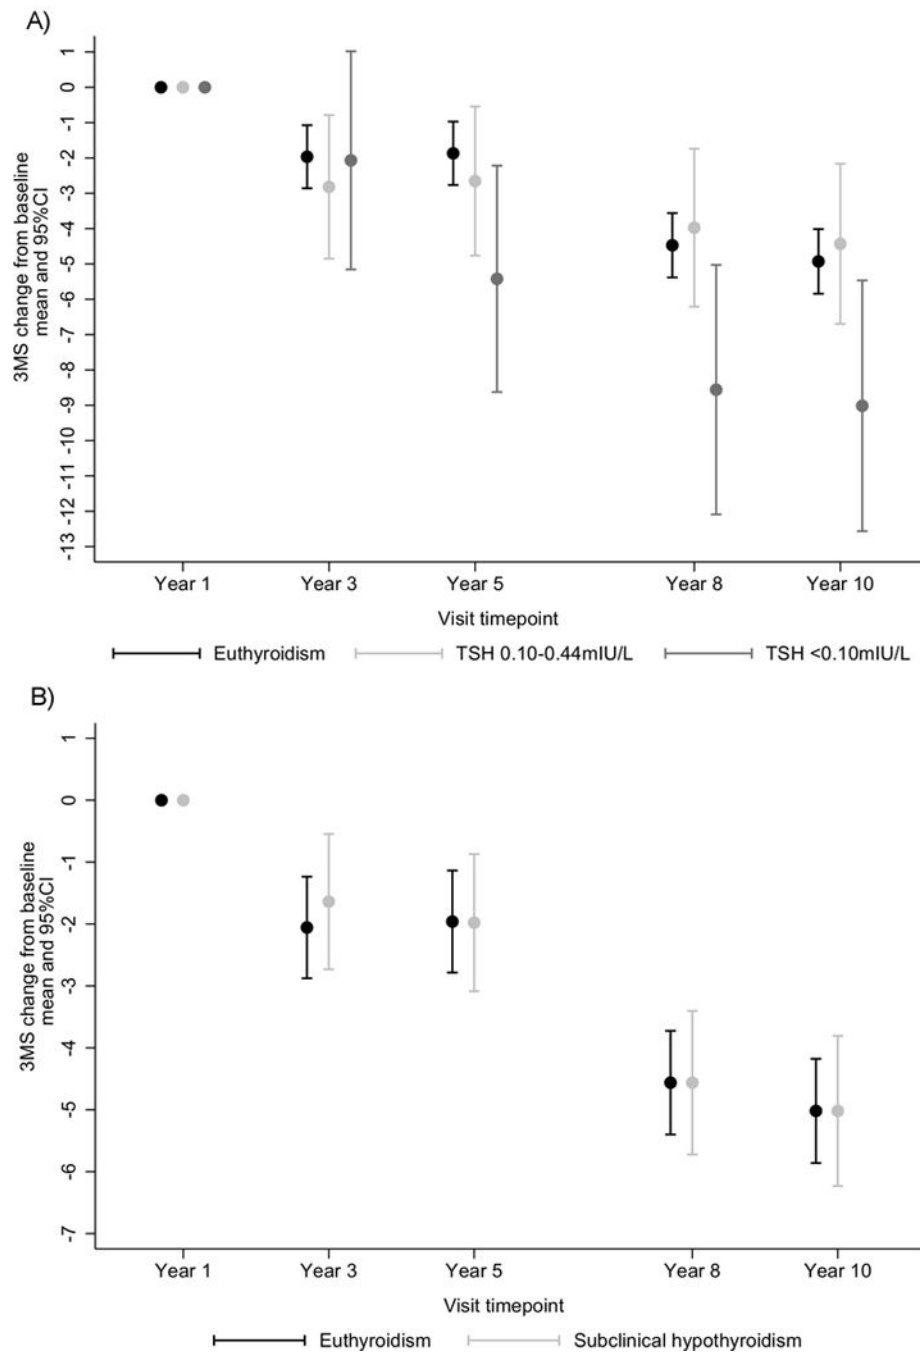 A)
1
0
-1
-2
-3
-4
-5
-6
-7
-8
-9
-10
-11
-12
-13
3MS change from baseline
mean and 95%CI
Year 1 Year 3 Year 5 Year 8 Year 10
Visit timepoint
Euthyroidism TSH 0.10-0.44mIU/L TSH <0.10mIU/L
B)
1
0
-1
-2
-3
-4
-5
-6
-7
3MS change from baseline
mean and 95%CI
Year 1 Year 3 Year 5 Year 8 Year 10
Visit timepoint
Euthyroidism Subclinical hypothyroidism